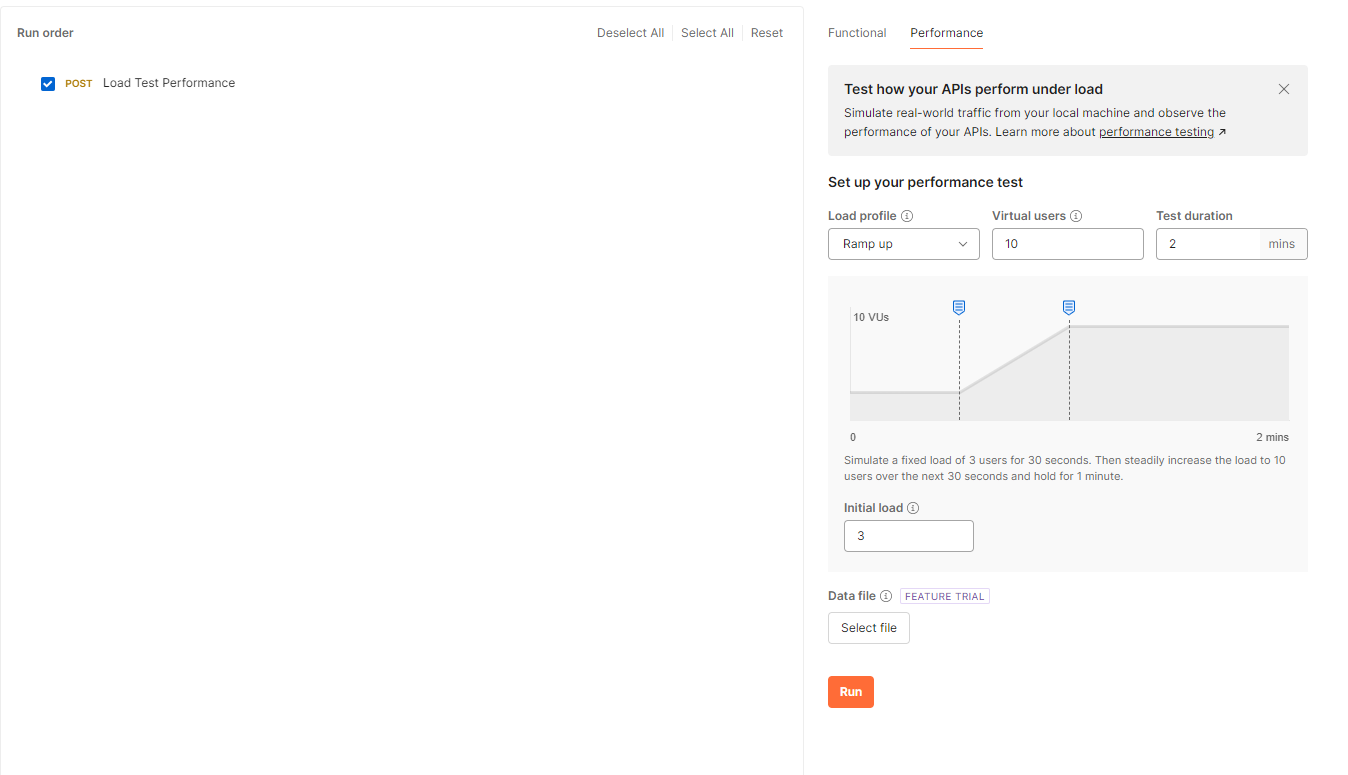 Run order
Deselect All
Select All
Reset
POST Load Test Performance
Functional
Performance
Test how your APIs perform under load
Simulate real-world traffic from your local machine and observe the
performance of your APIs. Learn more about performance testing ↗
Set up your performance test
Load profile
Virtual users
Test duration
Ramp up
10
2 mins
10 VUs
0
2 mins
Simulate a fixed load of 3 users for 30 seconds. Then steadily increase the load to 10
users over the next 30 seconds and hold for 1 minute.
Initial load
3
Data file
FEATURE TRIAL
Select file
Run